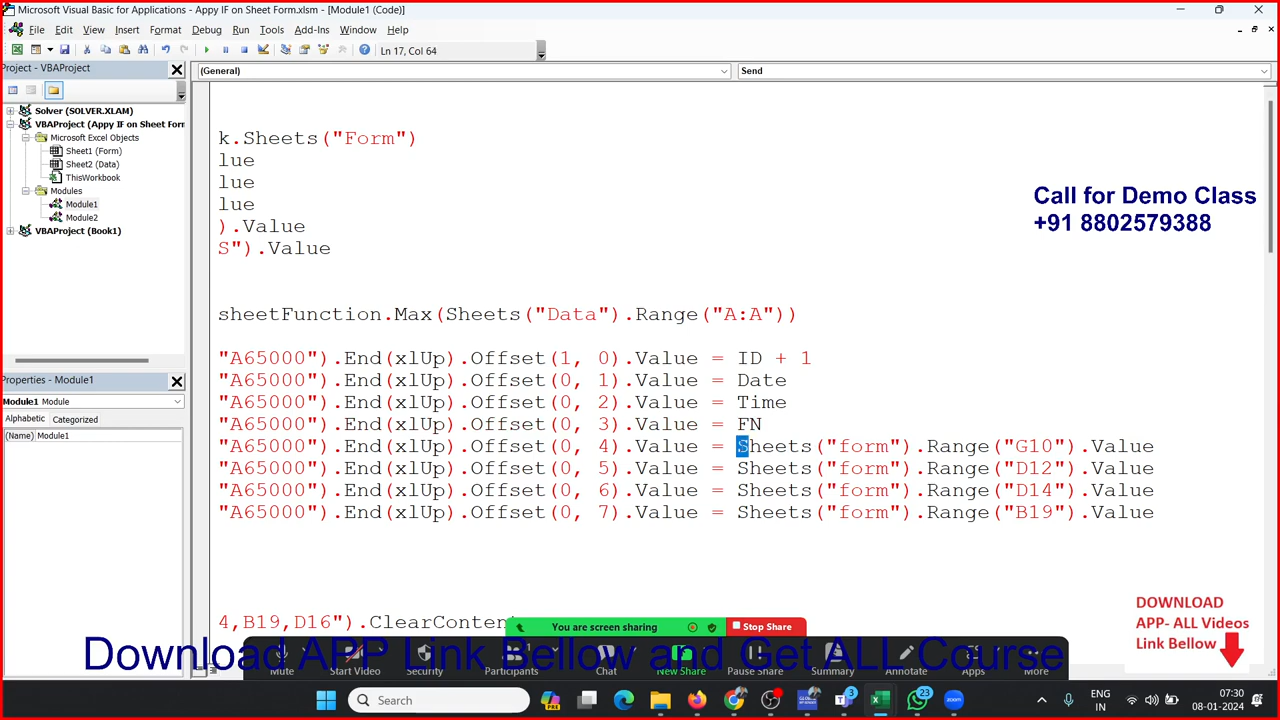 Microsoft Visual Basic for Applications - Appy IF on Sheet Form.xlsm - [Module1 (Code)]
File Edit View Insert Format Debug Run Tools Add-Ins Window Help
Ln 17, Col 64
Project - VBAProject
(General)
Send
Solver (SOLVER.XLAM)
VBAProject (Appy IF on Sheet Form
Microsoft Excel Objects
Sheet1 (Form)
Sheet2 (Data)
ThisWorkbook
Modules
Module1
Module2
VBAProject (Book1)
Properties - Module1
Module1 Module
Alphabetic Categorized
(Name) Module1
k.Sheets("Form")
lue
lue
lue
).Value
S").Value
sheetFunction.Max(Sheets("Data").Range("A:A"))
"A65000").End(xlUp).Offset(1, 0).Value = ID + 1
"A65000").End(xlUp).Offset(0, 1).Value = Date
"A65000").End(xlUp).Offset(0, 2).Value = Time
"A65000").End(xlUp).Offset(0, 3).Value = FN
"A65000").End(xlUp).Offset(0, 4).Value = Sheets("form").Range("G10").Value
"A65000").End(xlUp).Offset(0, 5).Value = Sheets("form").Range("D12").Value
"A65000").End(xlUp).Offset(0, 6).Value = Sheets("form").Range("D14").Value
"A65000").End(xlUp).Offset(0, 7).Value = Sheets("form").Range("B19").Value
4,B19,D16").ClearContent
Call for Demo Class
+91 8802579388
DOWNLOAD
APP- ALL Videos
Link Bellow
You are screen sharing
Stop Share
Download APP Link Bellow and Get ALL Course
Mute Start Video Security Participants Chat New Share Pause Share Summary Annotate Apps More
Search
3
23
ENG
IN
07:30
08-01-2024